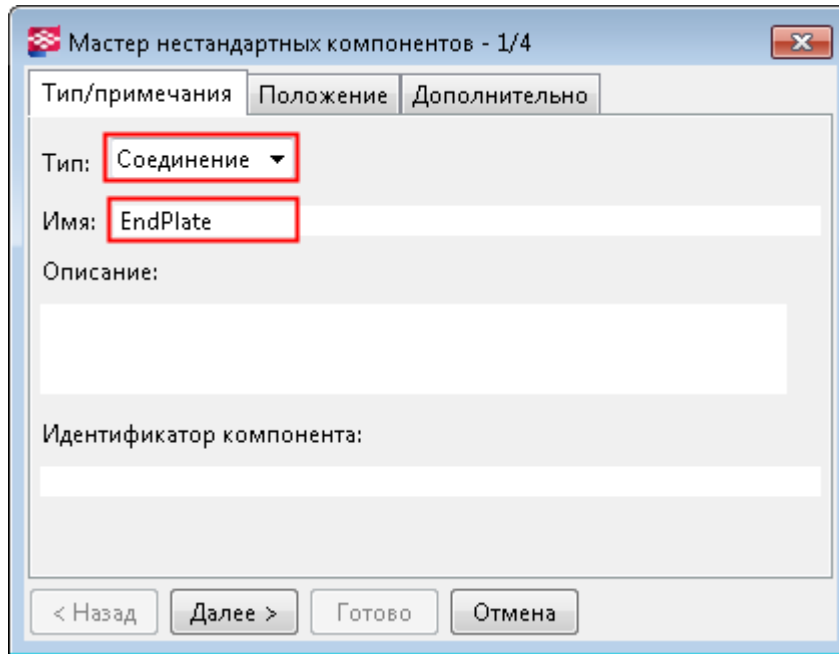 Мастер нестандартных компонентов - 1/4
Тип/примечания Положение Дополнительно
Тип: Соединение
Имя: EndPlate
Описание:
Идентификатор компонента:
< Назад Далее > Готово Отмена